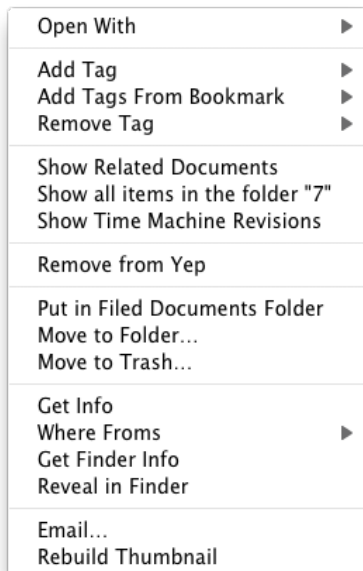 Open With
Add Tag
Add Tags From Bookmark
Remove Tag
Show Related Documents
Show all items in the folder "7"
Show Time Machine Revisions
Remove from Yep
Put in Filed Documents Folder
Move to Folder...
Move to Trash...
Get Info
Where Froms
Get Finder Info
Reveal in Finder
Email...
Rebuild Thumbnail